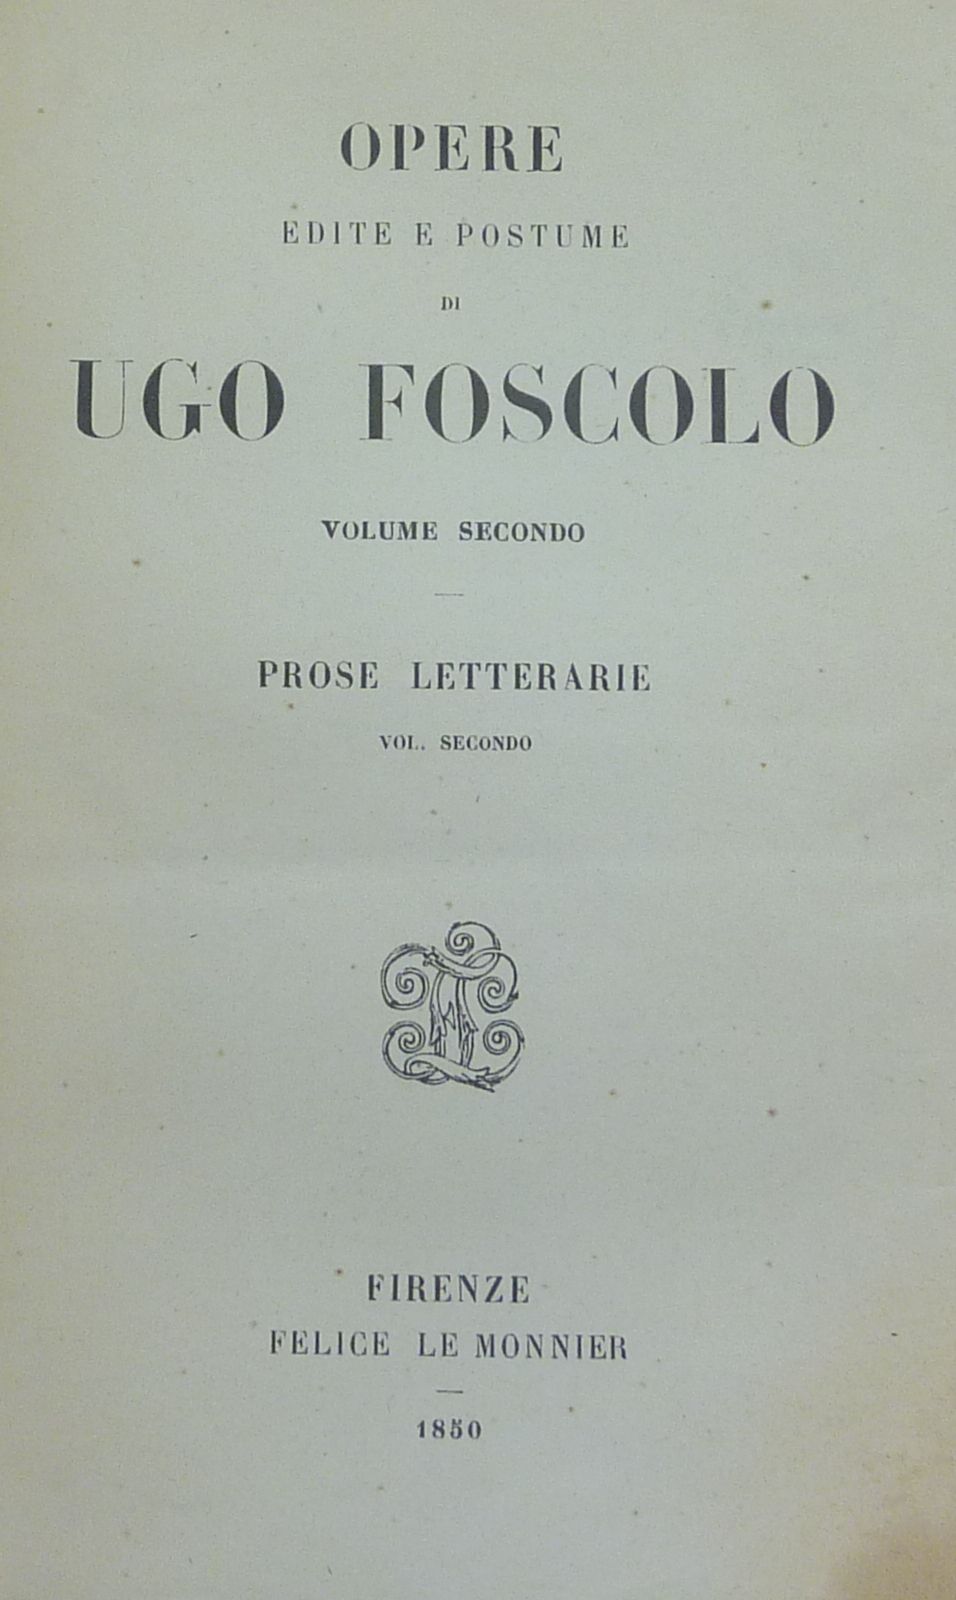 OPERE
EDITE E POSTUME
DI
UGO FOSCOLO
VOLUME SECONDO
PROSE LETTERARIE
VOL. SECONDO
FIRENZE
FELICE LE MONNIER
1850